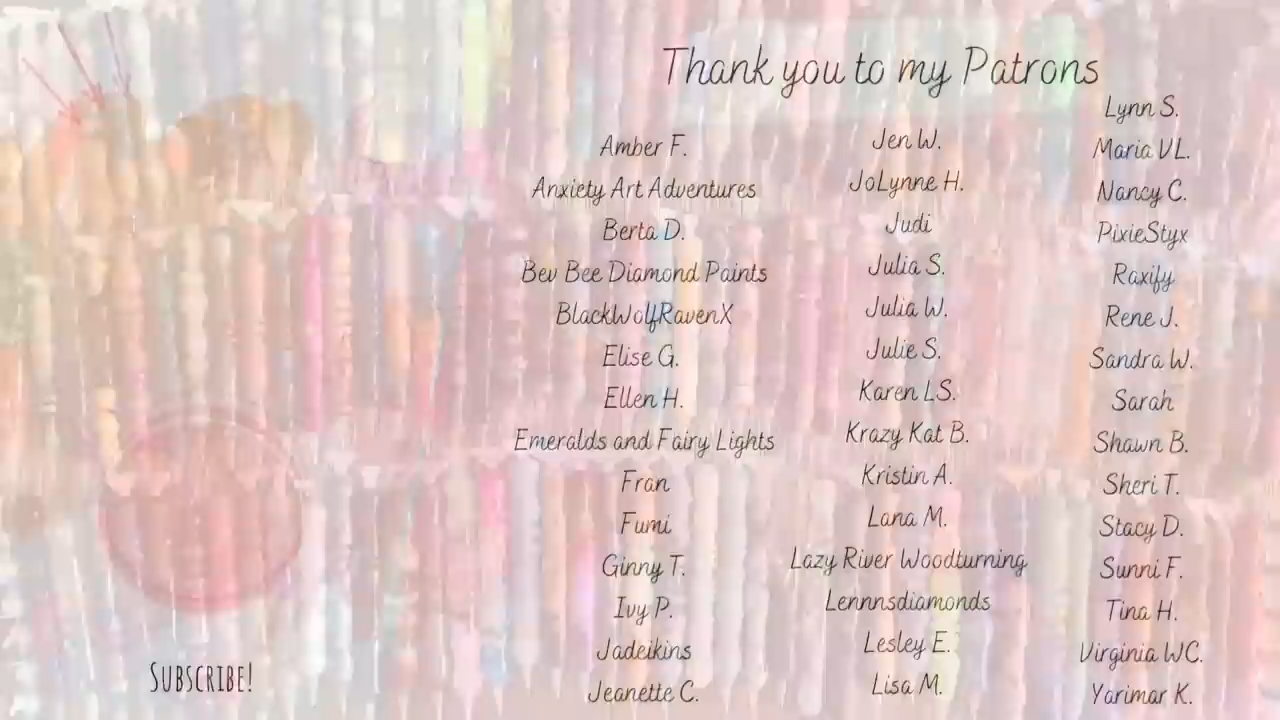 Thank you to my Patrons
Amber F.
Anxiety Art Adventures
Berta D.
Bev Bee Diamond Paints
BlackWolfRavenX
Elise G.
Ellen H.
Emeralds and Fairy Lights
Fran
Fumi
Ginny T.
Ivy P.
Jadeikins
Jeanette C.
Jen W.
JoLynne H.
Judi
Julia S.
Julia W.
Julie S.
Karen LS.
Krazy Kat B.
Kristin A.
Lana M.
Lazy River Woodturning
Lennnsdiamonds
Lesley E.
Lisa M.
Lynn S.
Maria VL.
Nancy C.
PixieStyx
Raxify
Rene J.
Sandra W.
Sarah
Shawn B.
Sheri T.
Stacy D.
Sunni F.
Tina H.
Virginia WC.
Yarimar K.
SUBSCRIBE!